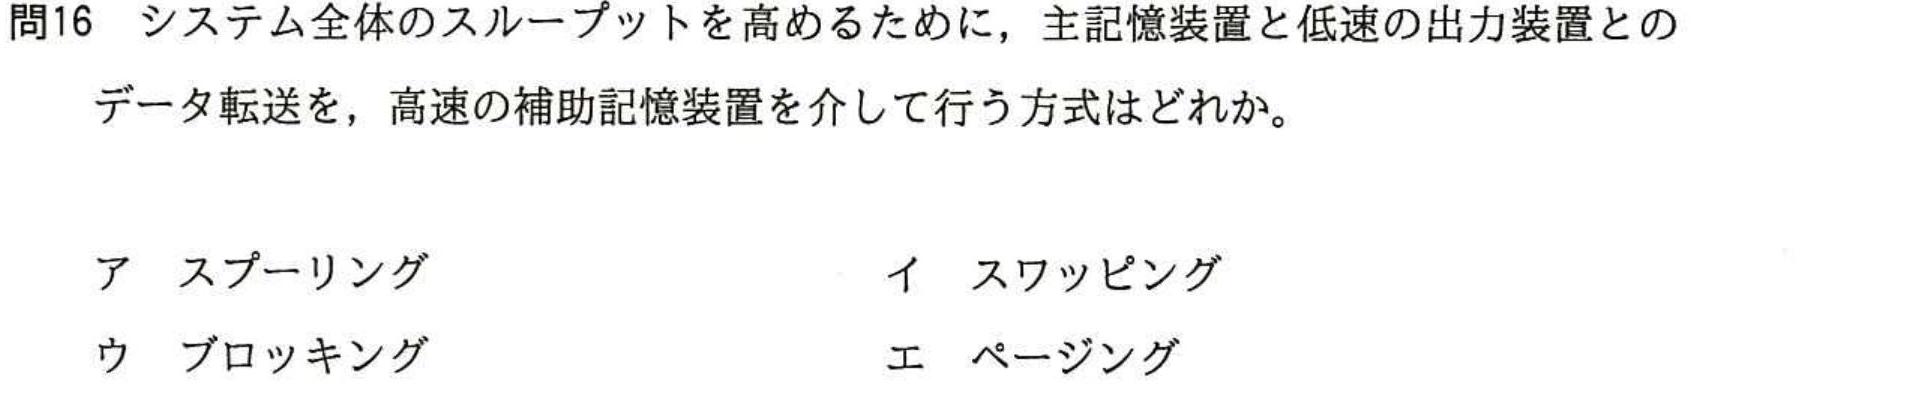 問16　システム全体のスループットを高めるために，主記憶装置と低速の出力装置との
データ転送を，高速の補助記憶装置を介して行う方式はどれか。
ア　スプーリング　　イ　スワッピング
ウ　ブロッキング　　エ　ページング